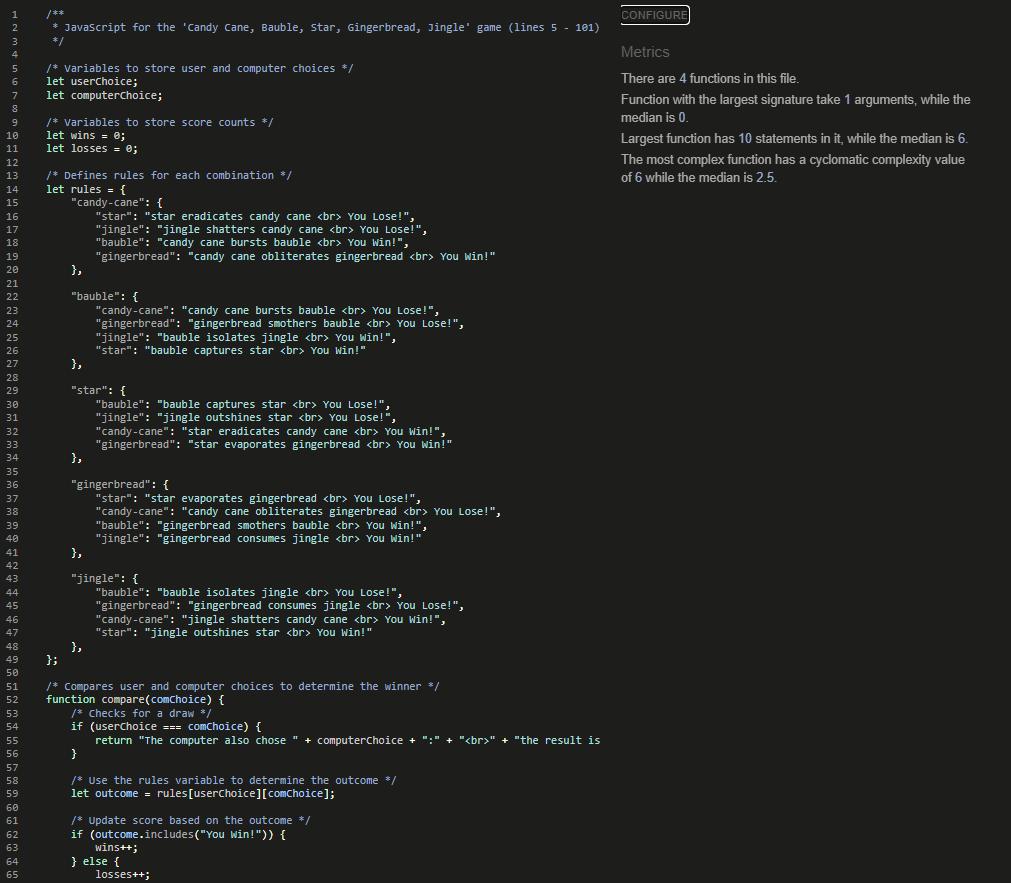 1 /**
2  * JavaScript for the 'Candy Cane, Bauble, Star, Gingerbread, Jingle' game (lines 5 - 101)
3  */
4
5 /* Variables to store user and computer choices */
6 let userChoice;
7 let computerChoice;
8
9 /* Variables to store score counts */
10 let wins = 0;
11 let losses = 0;
12
13 /* Defines rules for each combination */
14 let rules = {
15     "candy-cane": {
16         "star": "star eradicates candy cane <br> You Lose!",
17         "jingle": "jingle shatters candy cane <br> You Lose!",
18         "bauble": "candy cane bursts bauble <br> You Win!",
19         "gingerbread": "candy cane obliterates gingerbread <br> You Win!"
20     },
21
22     "bauble": {
23         "candy-cane": "candy cane bursts bauble <br> You Lose!",
24         "gingerbread": "gingerbread smothers bauble <br> You Lose!",
25         "jingle": "bauble isolates jingle <br> You Win!",
26         "star": "bauble captures star <br> You Win!"
27     },
28
29     "star": {
30         "bauble": "bauble captures star <br> You Lose!",
31         "jingle": "jingle outshines star <br> You Lose!",
32         "candy-cane": "star eradicates candy cane <br> You Win!",
33         "gingerbread": "star evaporates gingerbread <br> You Win!"
34     },
35
36     "gingerbread": {
37         "star": "star evaporates gingerbread <br> You Lose!",
38         "candy-cane": "candy cane obliterates gingerbread <br> You Lose!",
39         "bauble": "gingerbread smothers bauble <br> You Win!",
40         "jingle": "gingerbread consumes jingle <br> You Win!"
41     },
42
43     "jingle": {
44         "bauble": "bauble isolates jingle <br> You Lose!",
45         "gingerbread": "gingerbread consumes jingle <br> You Lose!",
46         "candy-cane": "jingle shatters candy cane <br> You Win!",
47         "star": "jingle outshines star <br> You Win!"
48     },
49 };
50
51 /* Compares user and computer choices to determine the winner */
52 function compare(comChoice) {
53     /* Checks for a draw */
54     if (userChoice === comChoice) {
55         return "The computer also chose " + computerChoice + ":" + "<br>" + "the result is
56     }
57
58     /* Use the rules variable to determine the outcome */
59     let outcome = rules[userChoice][comChoice];
60
61     /* Update score based on the outcome */
62     if (outcome.includes("You Win!")) {
63         wins++;
64     } else {
65         losses++;
CONFIGURE
Metrics
There are 4 functions in this file.
Function with the largest signature take 1 arguments, while the
median is 0.
Largest function has 10 statements in it, while the median is 6.
The most complex function has a cyclomatic complexity value
of 6 while the median is 2.5.